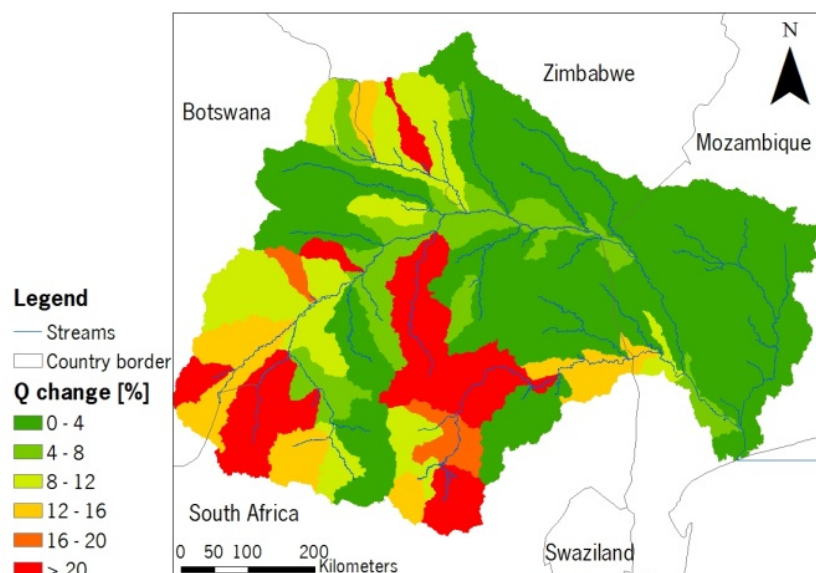 N
Zimbabwe
Botswana
Mozambique
Legend
Streams
Country border
Q change [%]
0 - 4
4 - 8
8 - 12
12 - 16
16 - 20
> 20
South Africa
Swaziland
0 50 100 200
Kilometers